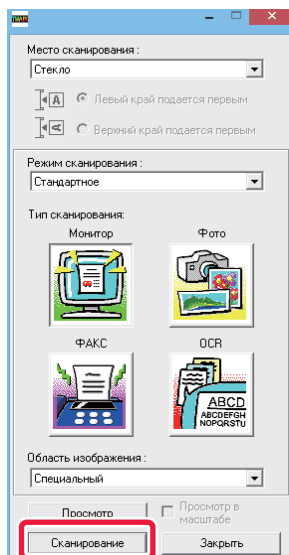 Место сканирования :
Стекло
A Левый край подается первым
A Верхний край подается первым
Режим сканирования :
Стандартное
Тип сканирования:
Монитор Фото
ФАКС OCR
ABCD
ABCDEFGH
NOPQRSTU
Область изображения :
Специальный
Просмотр Просмотр в
масштабе
Сканирование Закрыть